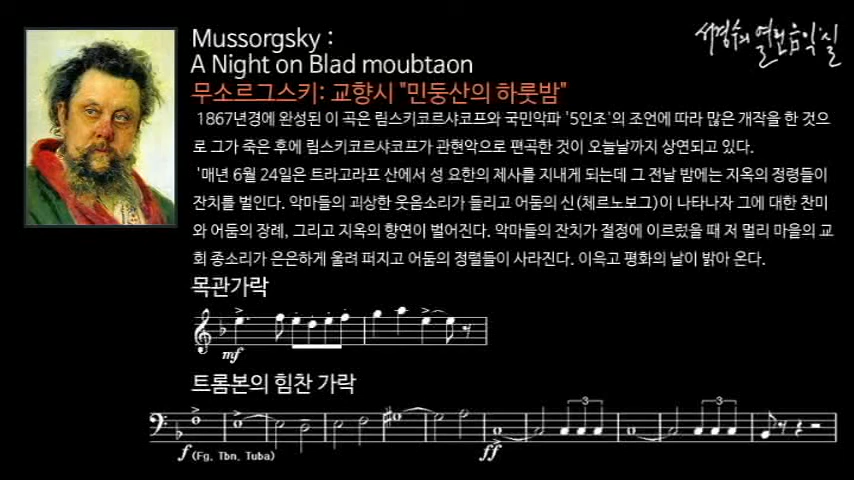 서경수의 열린음악실
Mussorgsky :
A Night on Blad moubtaon
무소르그스키: 교향시 "민둥산의 하룻밤"
1867년경에 완성된 이 곡은 림스키코르샤코프와 국민악파 '5인조'의 조언에 따라 많은 개작을 한 것으
로 그가 죽은 후에 림스키코르샤코프가 관현악으로 편곡한 것이 오늘날까지 상연되고 있다.
'매년 6월 24일은 트라고라프 산에서 성 요한의 제사를 지내게 되는데 그 전날 밤에는 지옥의 정령들이
잔치를 벌인다. 악마들의 괴상한 웃음소리가 들리고 어둠의 신(체르노보그)이 나타나자 그에 대한 찬미
와 어둠의 장례, 그리고 지옥의 향연이 벌어진다. 악마들의 잔치가 절정에 이르렀을 때 저 멀리 마을의 교
회 종소리가 은은하게 울려 퍼지고 어둠의 정렬들이 사라진다. 이윽고 평화의 날이 밝아 온다.
목관가락
mf
트롬본의 힘찬 가락
3
3
f (Fg, Tbn, Tuba)
ff